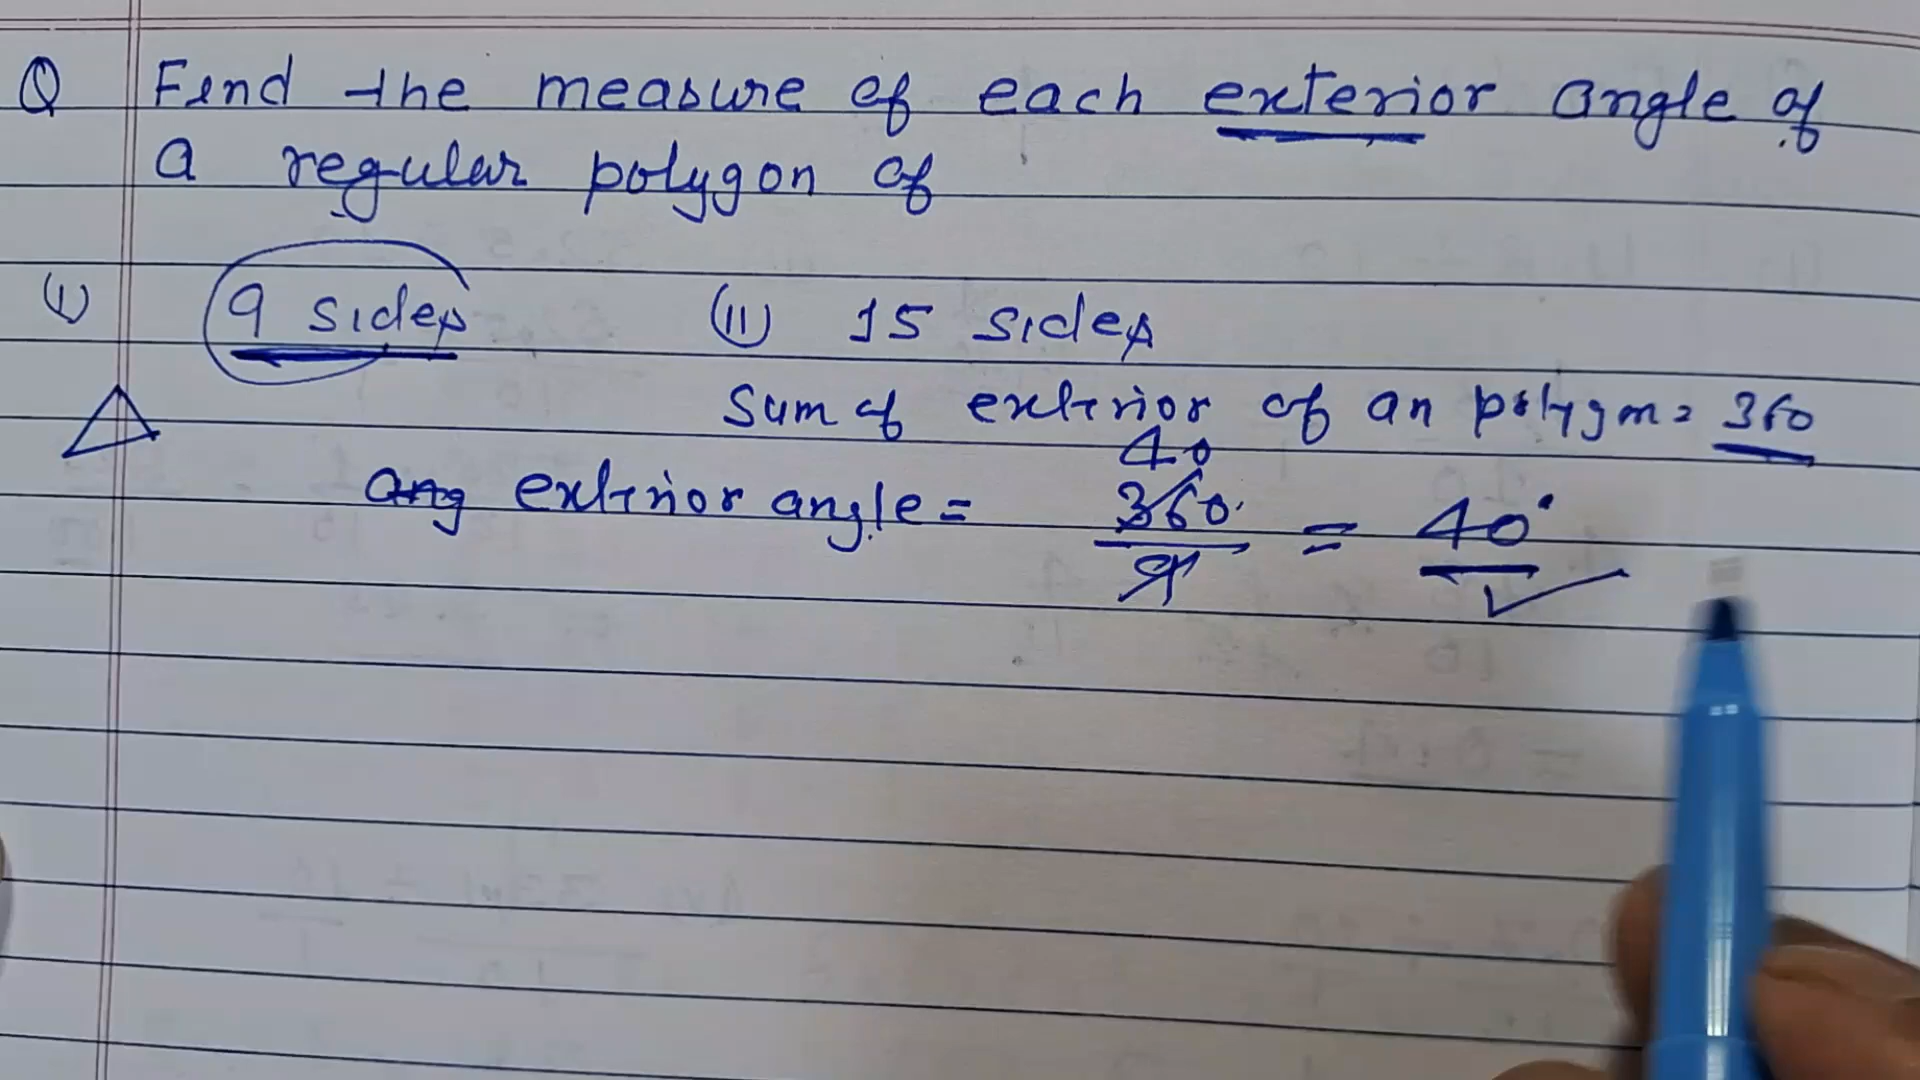 Q Find the measure of each exterior angle of
a regular polygon of
(i) 9 sides (ii) 15 sides
Sum of exterior of an polygon = 360
40
ang exterior angle = 360°/9 = 40°